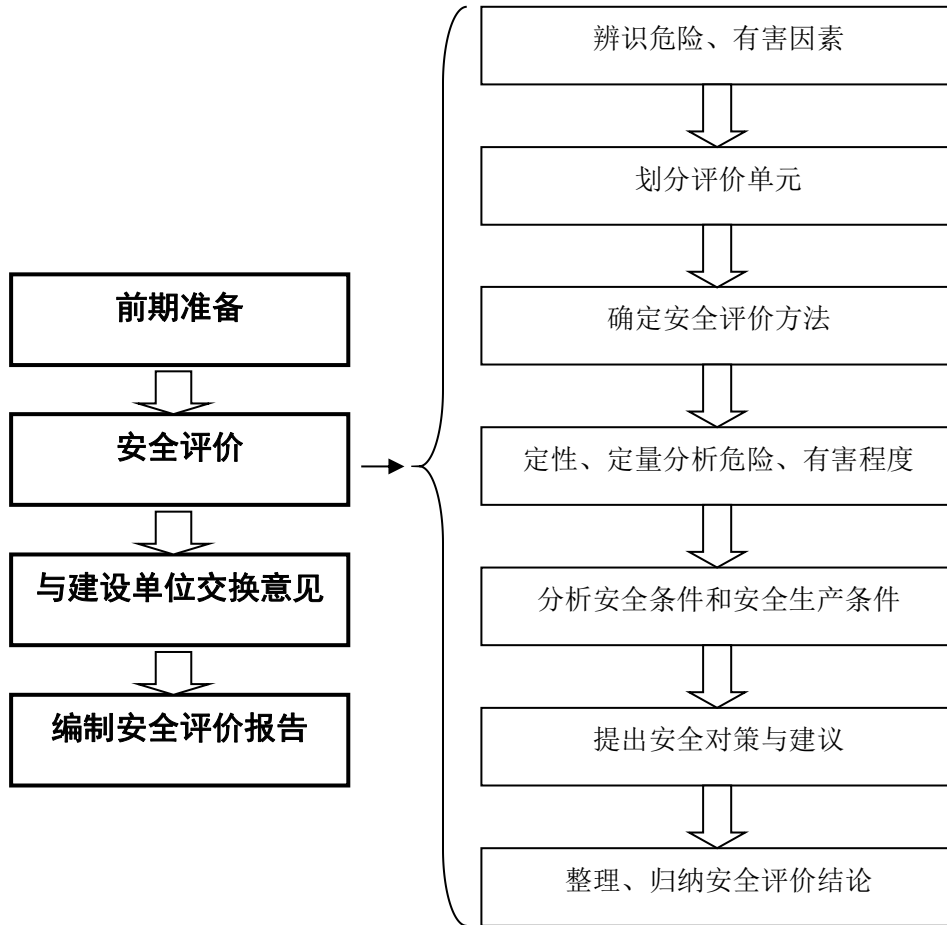 前期准备
安全评价
与建设单位交换意见
编制安全评价报告
辨识危险、有害因素
划分评价单元
确定安全评价方法
定性、定量分析危险、有害程度
分析安全条件和安全生产条件
提出安全对策与建议
整理、归纳安全评价结论